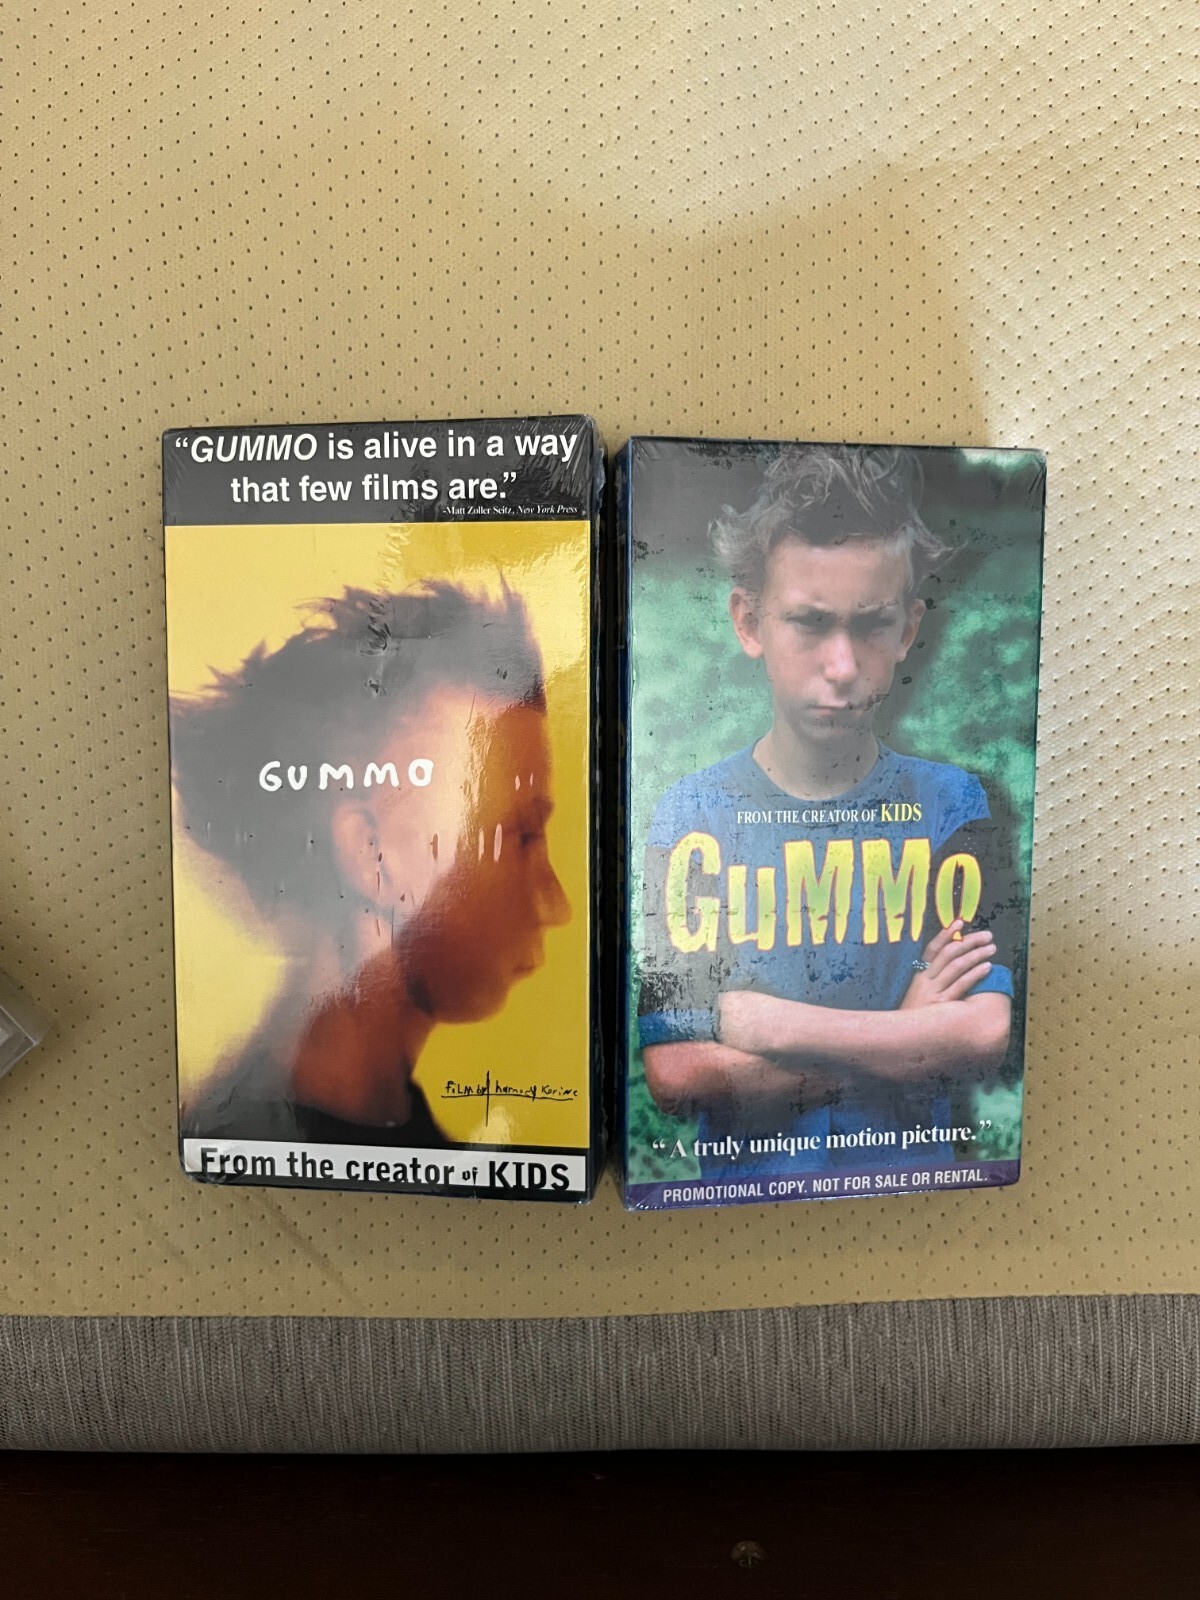 “GUMMO is alive in a way
that few films are.”
-Matt Zoller Seitz, New York Press
GUMMO
film by harmony Korine
From the creator of KIDS
FROM THE CREATOR OF KIDS
GuMMo
“A truly unique motion picture.”
PROMOTIONAL COPY. NOT FOR SALE OR RENTAL.